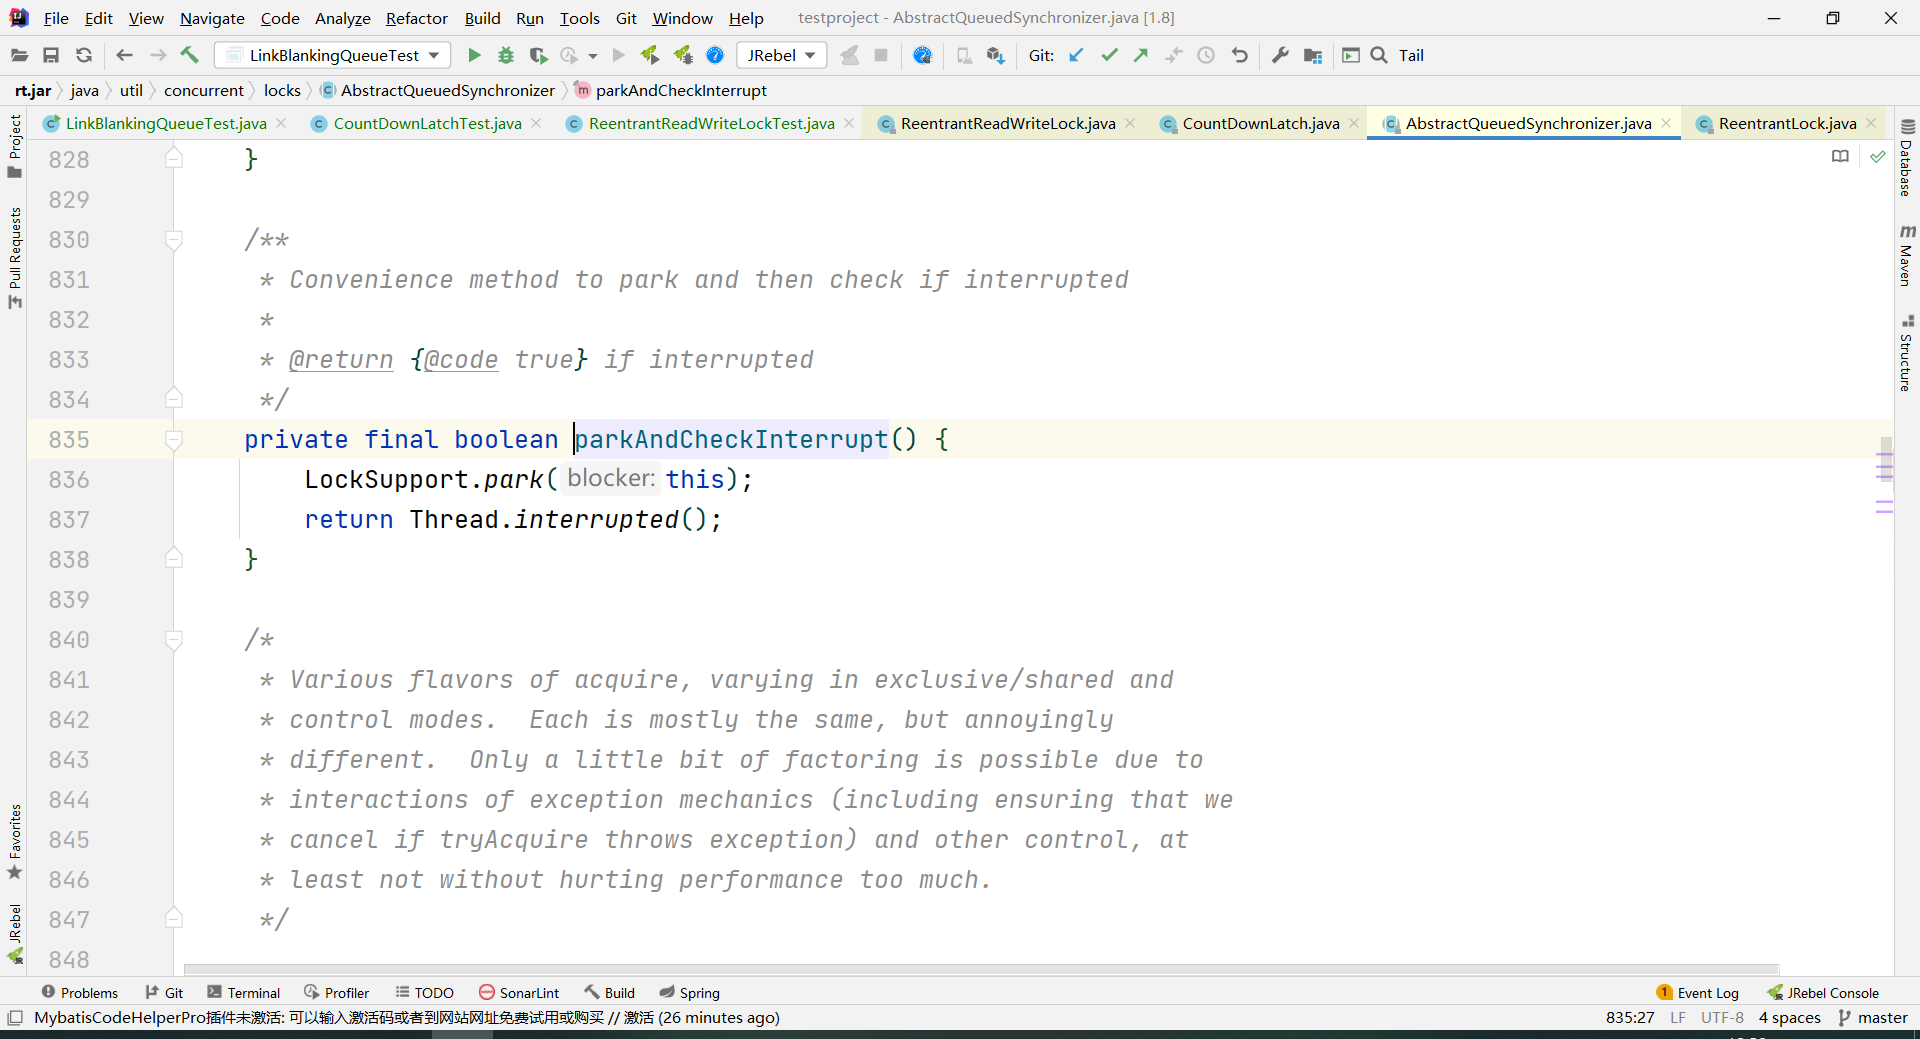 File Edit View Navigate Code Analyze Refactor Build Run Tools Git Window Help testproject - AbstractQueuedSynchronizer.java [1.8]
LinkBlankingQueueTest JRebel Git: Tail
rt.jar java util concurrent locks AbstractQueuedSynchronizer parkAndCheckInterrupt
LinkBlankingQueueTest.java CountDownLatchTest.java ReentrantReadWriteLockTest.java ReentrantReadWriteLock.java CountDownLatch.java AbstractQueuedSynchronizer.java ReentrantLock.java
Project
Pull Requests
Favorites
JRebel
828 }
829
830 /**
831 * Convenience method to park and then check if interrupted
832 *
833 * @return {@code true} if interrupted
834 */
835 private final boolean parkAndCheckInterrupt() {
836 LockSupport.park( blocker: this);
837 return Thread.interrupted();
838 }
839
840 /*
841 * Various flavors of acquire, varying in exclusive/shared and
842 * control modes.  Each is mostly the same, but annoyingly
843 * different.  Only a little bit of factoring is possible due to
844 * interactions of exception mechanics (including ensuring that we
845 * cancel if tryAcquire throws exception) and other control, at
846 * least not without hurting performance too much.
847 */
848
Database
Maven
Structure
Problems Git Terminal Profiler TODO SonarLint Build Spring 1 Event Log JRebel Console
MybatisCodeHelperPro插件未激活: 可以输入激活码或者到网站网址免费试用或购买 // 激活 (26 minutes ago) 835:27 LF UTF-8 4 spaces master